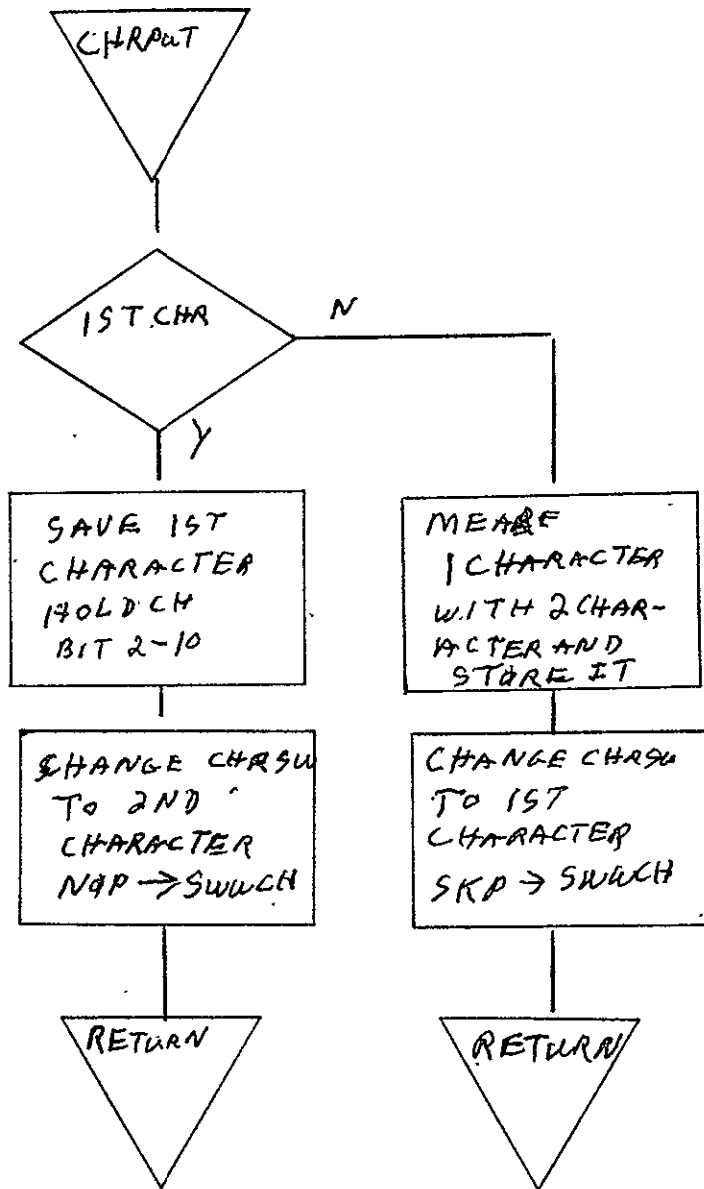 CHRPUT
1ST.CHR
N
Y
SAVE 1ST
CHARACTER
HOLDCH
BIT 2-10
MERGE
1 CHARACTER
WITH 2 CHAR-
ACTER AND
STORE IT
CHANGE CHRSW
TO 2ND
CHARACTER
NOP → SWWCH
CHANGE CHRSW
TO 1ST
CHARACTER
SKP → SWWCH
RETURN
RETURN